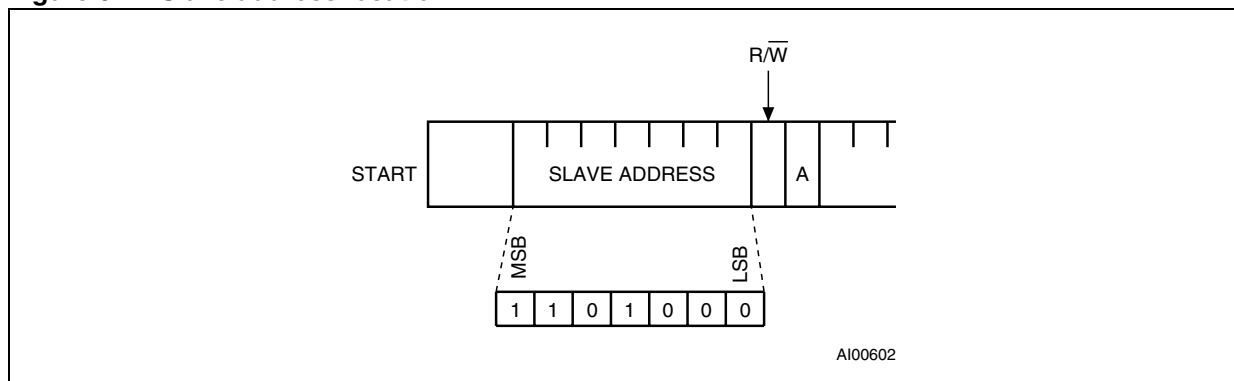 R/W
START
SLAVE ADDRESS
A
MSB
LSB
1 1 0 1 0 0 0
AI00602